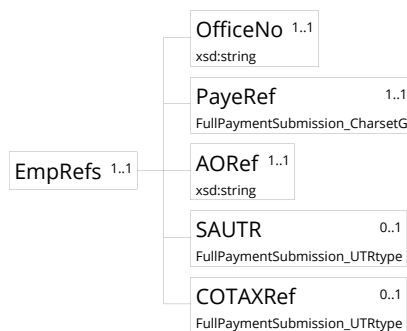 OfficeNo 1..1
xsd:string
PayeRef 1..1
FullPaymentSubmission_CharsetG
EmpRefs 1..1
AORef 1..1
xsd:string
SAUTR 0..1
FullPaymentSubmission_UTRtype
COTAXRef 0..1
FullPaymentSubmission_UTRtype